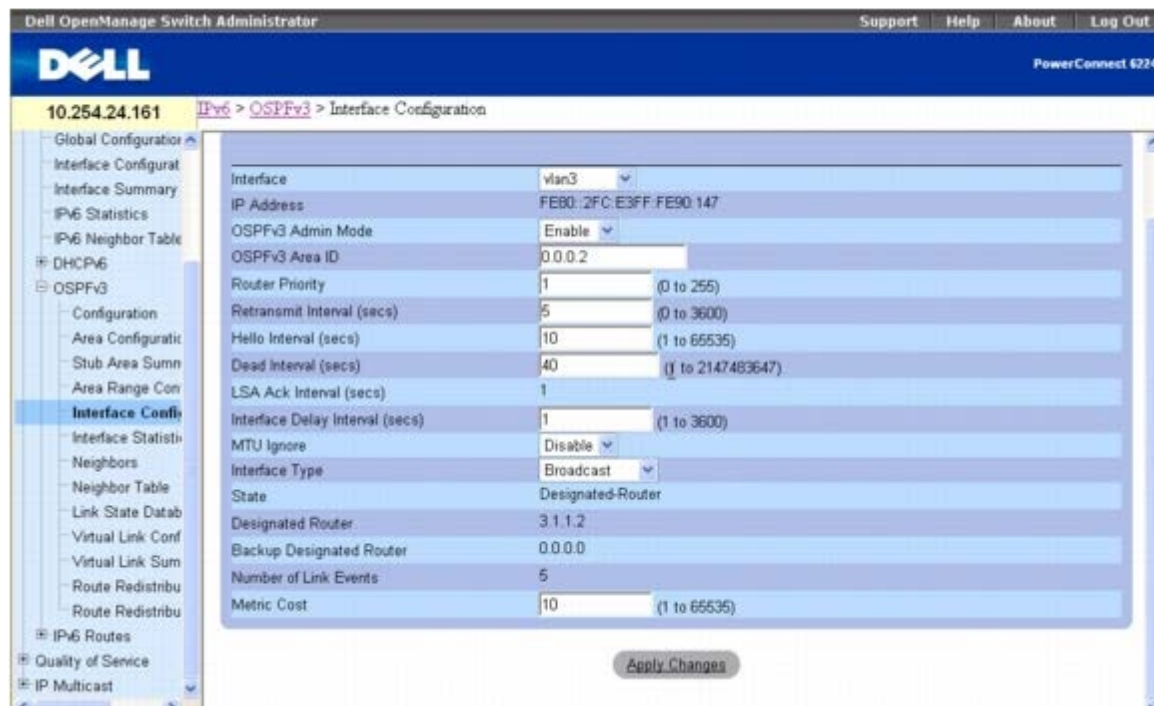 Dell OpenManage Switch Administrator
Support Help About Log Out
DELL
PowerConnect 6224
10.254.24.161
IPv6 > OSPFv3 > Interface Configuration
Global Configuration
Interface Configurat
Interface Summary
IPv6 Statistics
IPv6 Neighbor Table
DHCPv6
OSPFv3
Configuration
Area Configuratic
Stub Area Summ
Area Range Con
Interface Config
Interface Statistic
Neighbors
Neighbor Table
Link State Datab
Virtual Link Conf
Virtual Link Sum
Route Redistribu
Route Redistribu
IPv6 Routes
Quality of Service
IP Multicast
Interface vlan3
IP Address FE80::2FC:E3FF:FE90:147
OSPFv3 Admin Mode Enable
OSPFv3 Area ID 0.0.0.2
Router Priority 1 (0 to 255)
Retransmit Interval (secs) 5 (0 to 3600)
Hello Interval (secs) 10 (1 to 65535)
Dead Interval (secs) 40 (1 to 2147483647)
LSA Ack Interval (secs) 1
Interface Delay Interval (secs) 1 (1 to 3600)
MTU Ignore Disable
Interface Type Broadcast
State Designated-Router
Designated Router 3.1.1.2
Backup Designated Router 0.0.0.0
Number of Link Events 5
Metric Cost 10 (1 to 65535)
Apply Changes